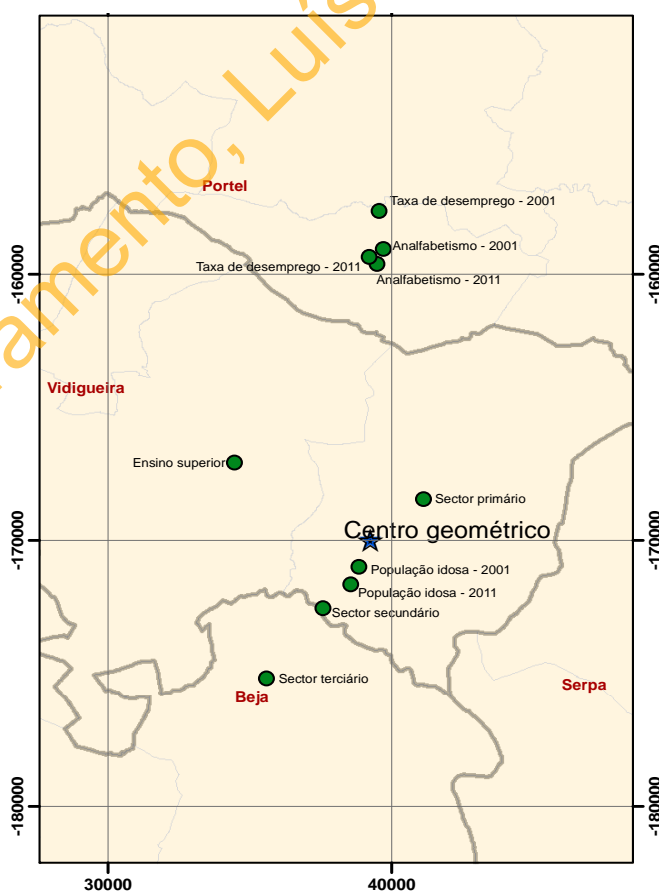 amento, Luís
Portel
Taxa de desemprego - 2001
Analfabetismo - 2001
Taxa de desemprego - 2011
Analfabetismo - 2011
-160000
-160000
Vidigueira
Ensino superior
Sector primário
Centro geométrico
-170000
-170000
População idosa - 2001
População idosa - 2011
Sector secundário
Sector terciário
Beja
Serpa
-180000
-180000
30000
40000